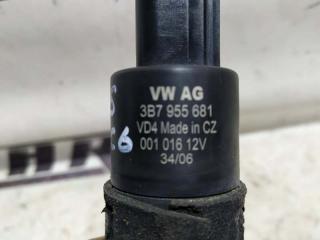 VW AG
3B7 955 681
VD4 Made in CZ
001 016 12V
34/06